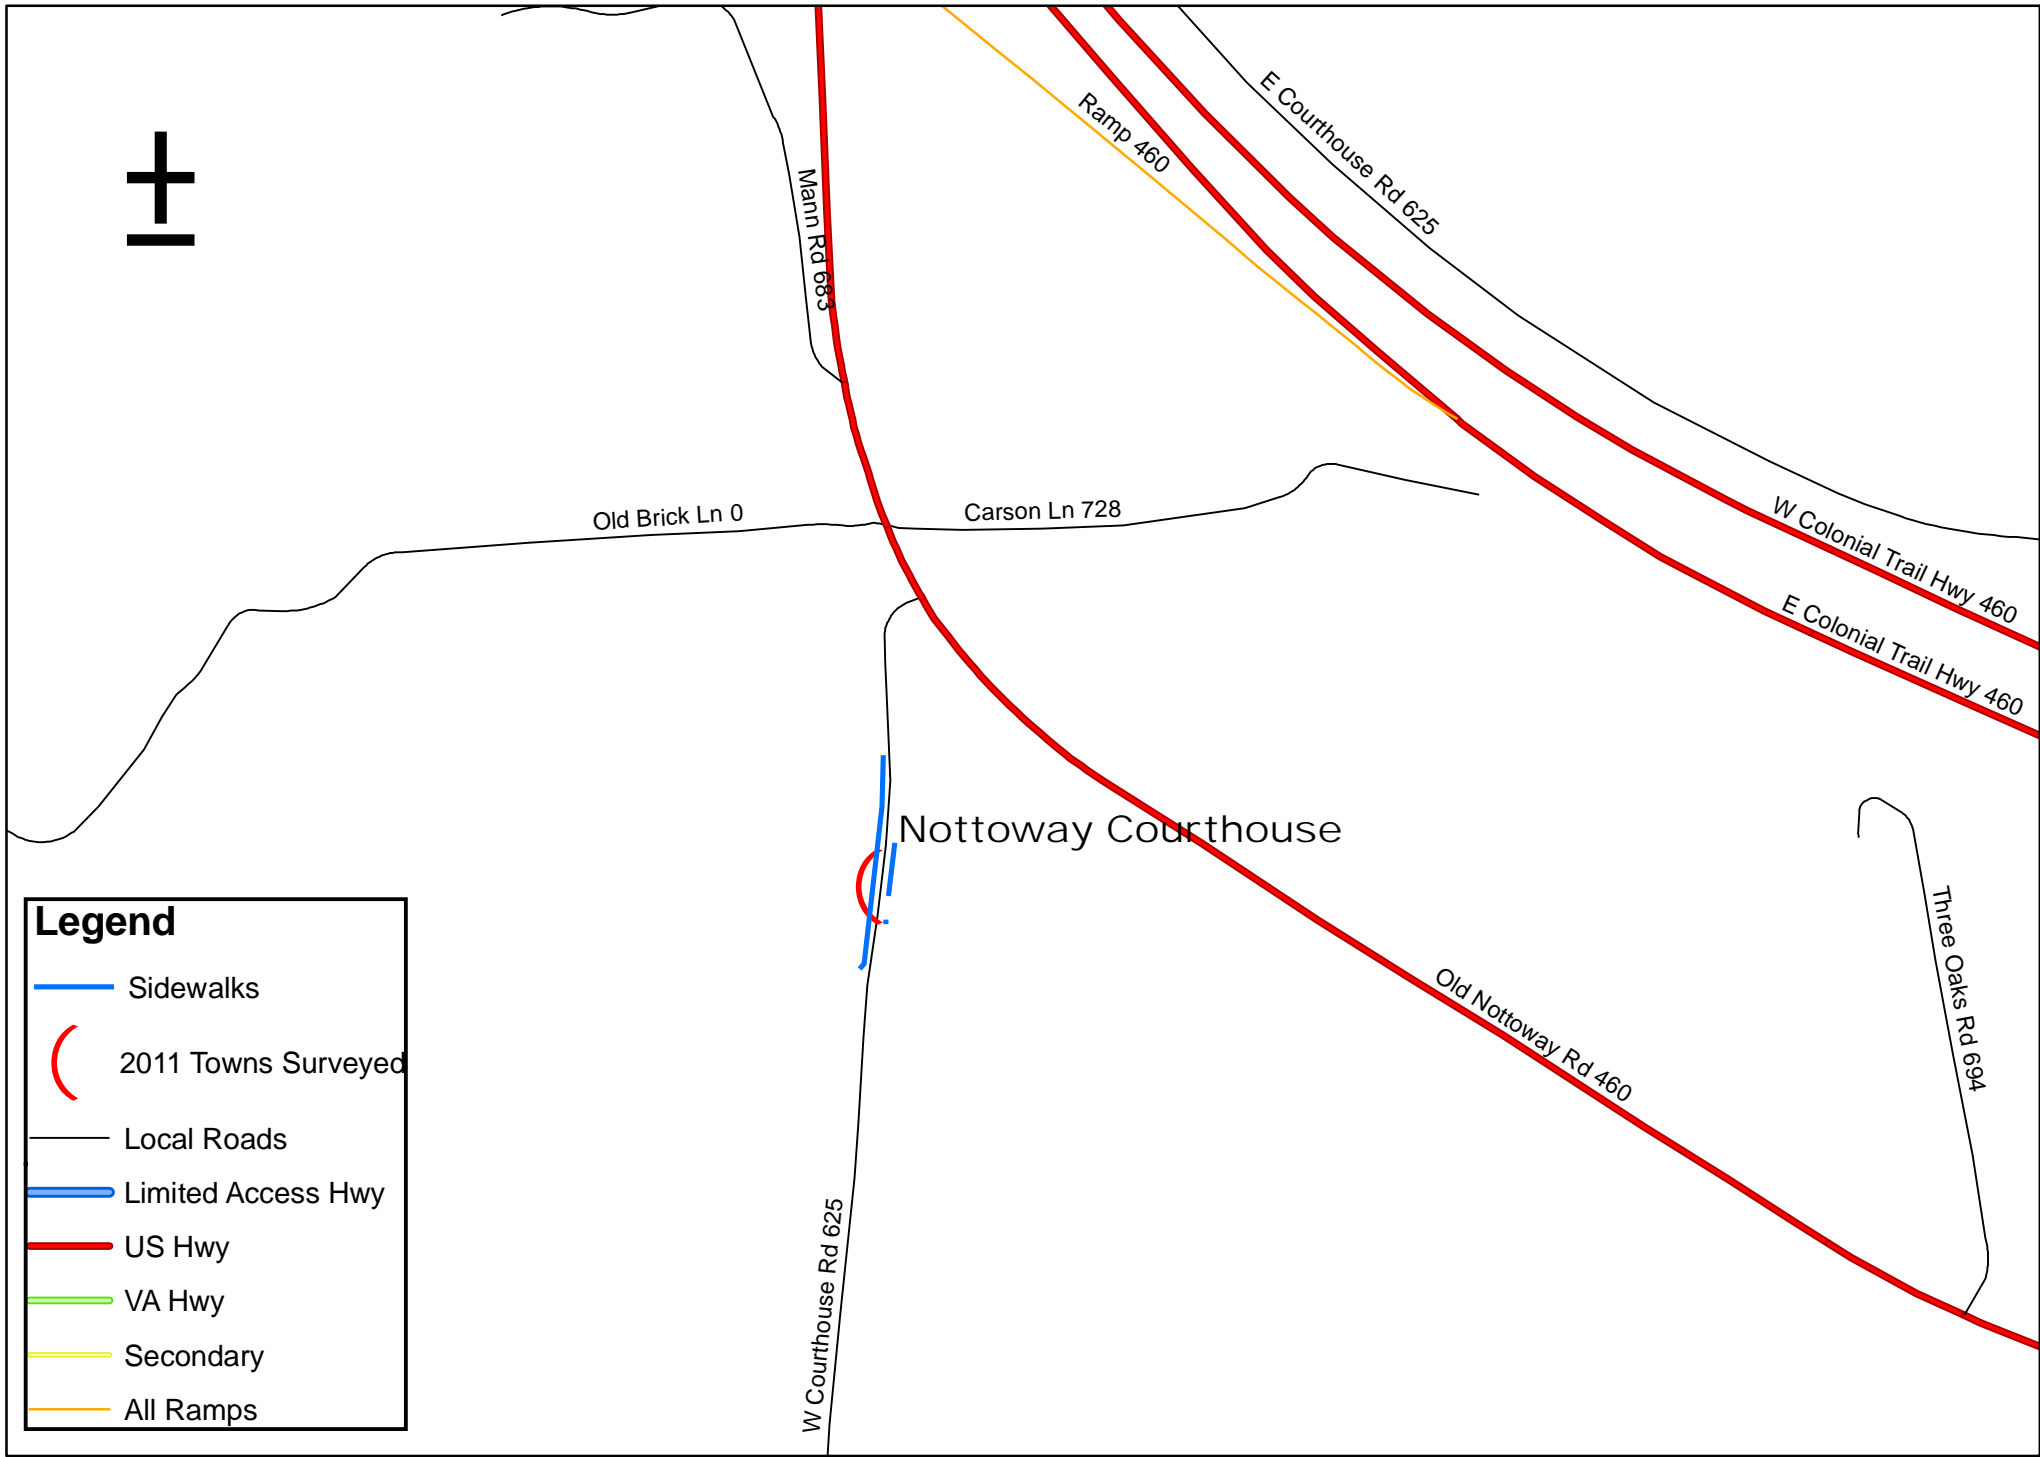 E Courthouse Rd 625
Ramp 460
Mann Rd 683
Old Brick Ln 0
Carson Ln 728
W Colonial Trail Hwy 460
E Colonial Trail Hwy 460
Nottoway Courthouse
Three Oaks Rd 694
Old Nottoway Rd 460
W Courthouse Rd 625
Legend
Sidewalks
2011 Towns Surveyed
Local Roads
Limited Access Hwy
US Hwy
VA Hwy
Secondary
All Ramps